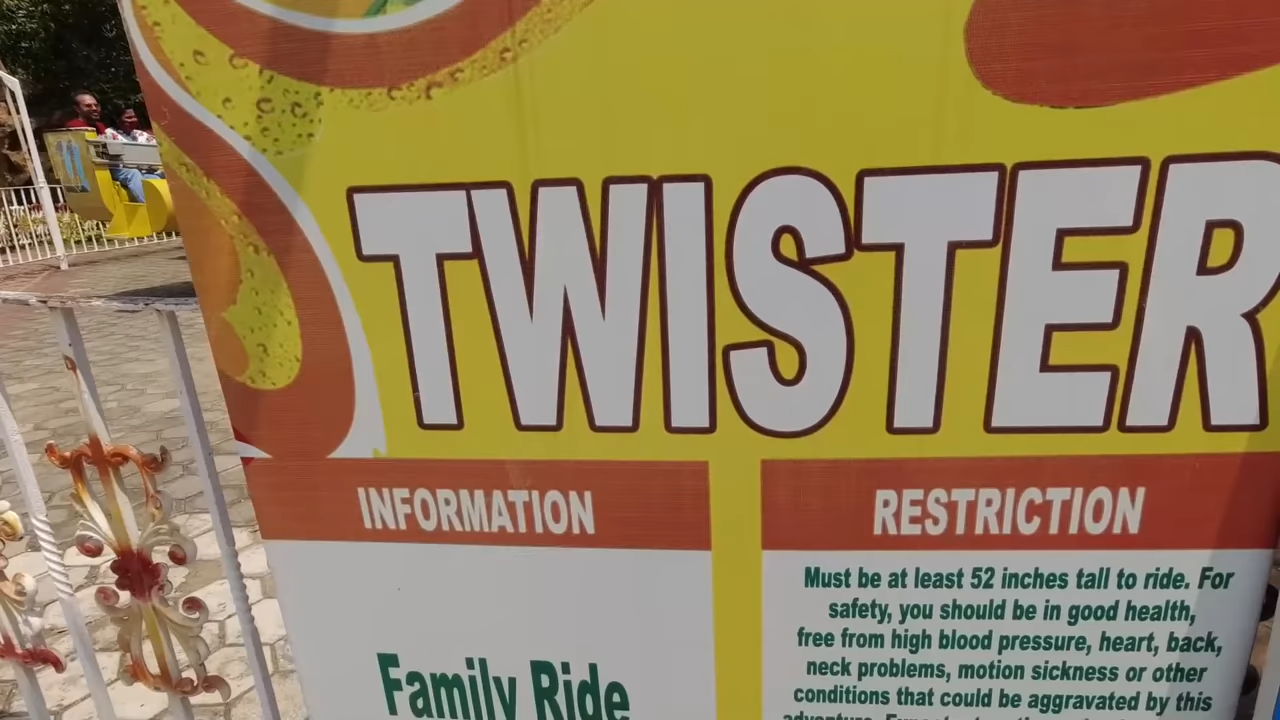 TWISTER
INFORMATION
Family Ride
RESTRICTION
Must be at least 52 inches tall to ride. For
safety, you should be in good health,
free from high blood pressure, heart, back,
neck problems, motion sickness or other
conditions that could be aggravated by this
adventure.